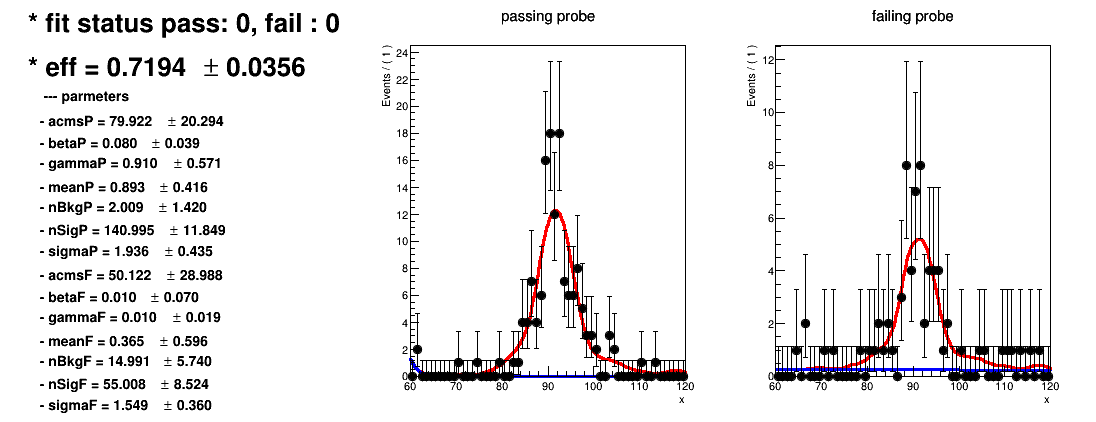 * fit status pass: 0, fail : 0
* eff = 0.7194 ± 0.0356
--- parmeters
- acmsP = 79.922 ± 20.294
- betaP = 0.080 ± 0.039
- gammaP = 0.910 ± 0.571
- meanP = 0.893 ± 0.416
- nBkgP = 2.009 ± 1.420
- nSigP = 140.995 ± 11.849
- sigmaP = 1.936 ± 0.435
- acmsF = 50.122 ± 28.988
- betaF = 0.010 ± 0.070
- gammaF = 0.010 ± 0.019
- meanF = 0.365 ± 0.596
- nBkgF = 14.991 ± 5.740
- nSigF = 55.008 ± 8.524
- sigmaF = 1.549 ± 0.360
passing probe
Events / ( 1 )
24
22
20
18
16
14
12
10
8
6
4
2
0
60 70 80 90 100 110 120
x
failing probe
Events / ( 1 )
12
10
8
6
4
2
0
60 70 80 90 100 110 120
x